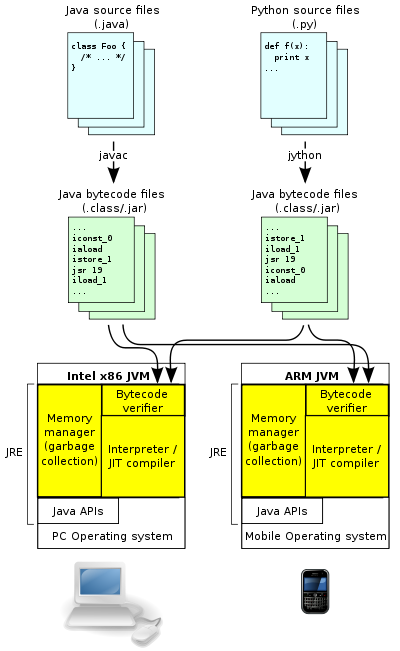 Java source files
(.java)
class Foo {
/* ... */
}
Python source files
(.py)
def f(x):
print x
...
javac
jython
Java bytecode files
(.class/.jar)
...
iconst_0
iaload
istore_1
jsr 19
iload_1
...
Java bytecode files
(.class/.jar)
...
istore_1
jsr 19
iconst_0
iaload
...
Intel x86 JVM
Bytecode
verifier
Memory
manager
(garbage
collection)
Interpreter /
JIT compiler
JRE
Java APIs
PC Operating system
ARM JVM
Bytecode
verifier
Memory
manager
(garbage
collection)
Interpreter /
JIT compiler
JRE
Java APIs
Mobile Operating system